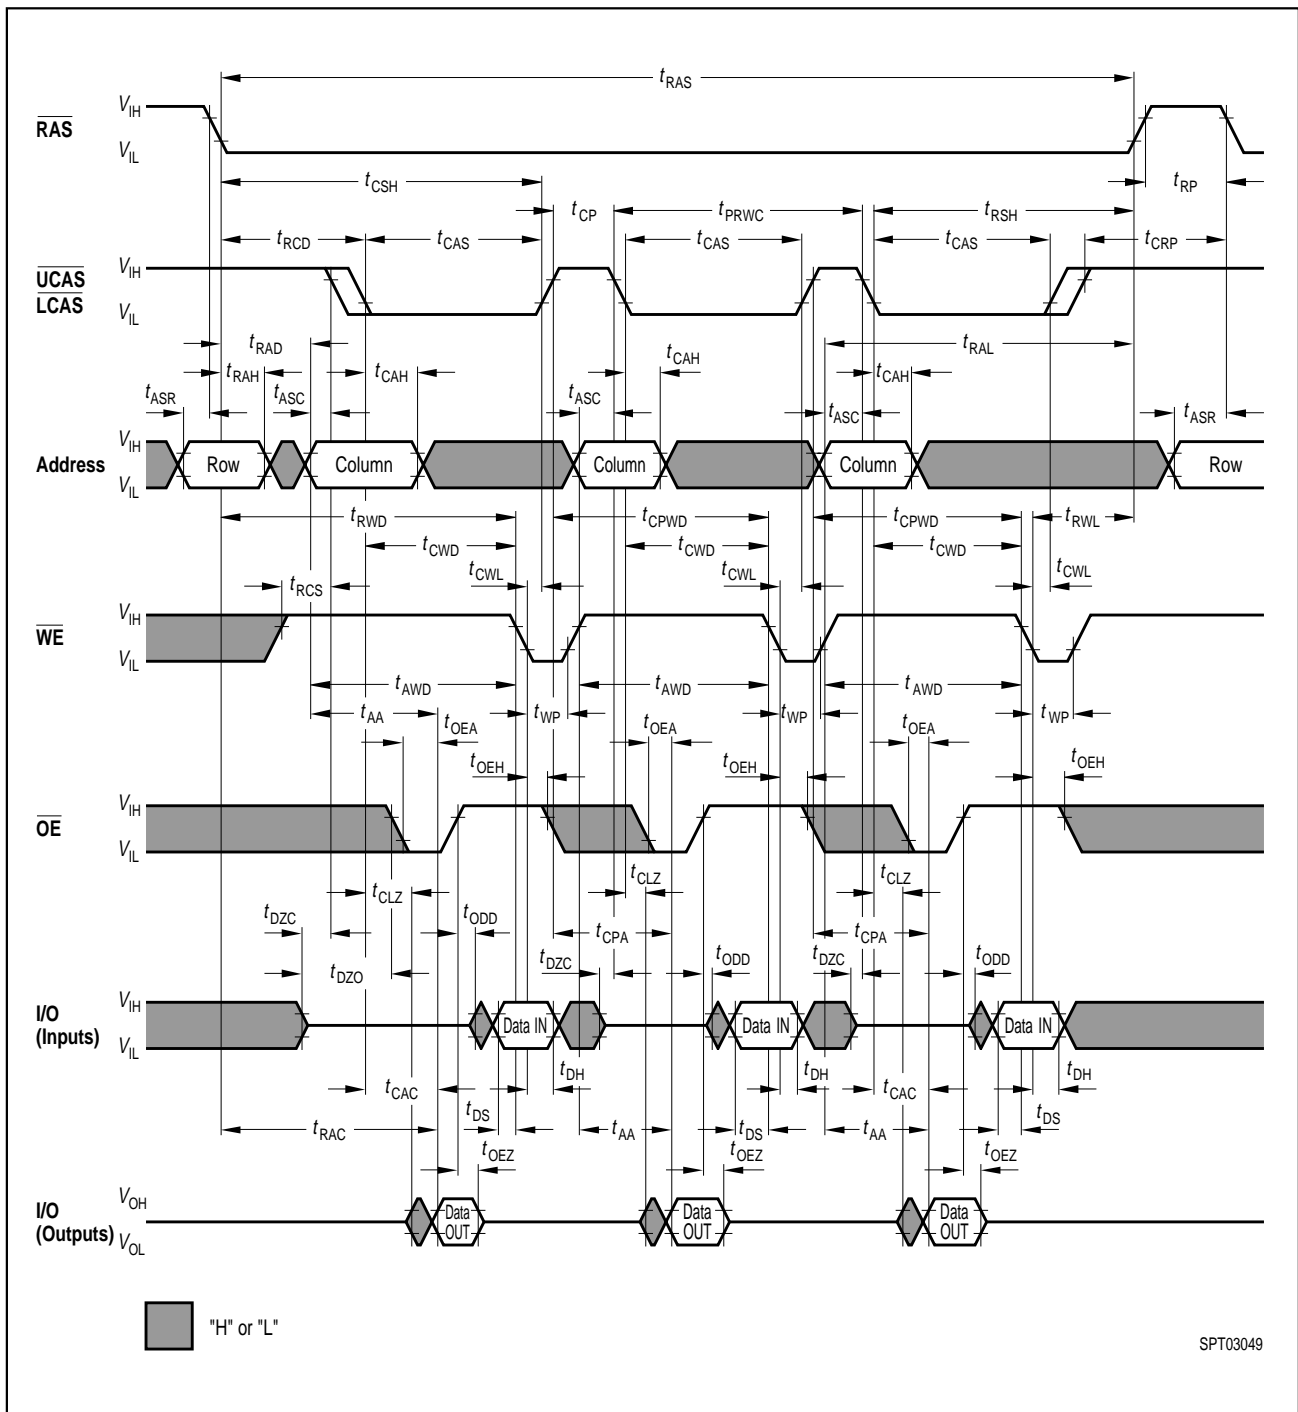 tRAS
RAS VIH
VIL
tCSH tRP
tCP tPRWC tRSH
tRCD tCAS tCAS tCAS tCRP
UCAS VIH
LCAS VIL
tRAD tRAL
tRAH tCAH tCAH tCAH
tASR tASC tASC tASC tASR
Address VIH Row Column Column Column Row
VIL
tRWD tCPWD tCPWD tRWL
tCWD tCWD tCWD
tCWL tCWL tCWL
tRCS
WE VIH
VIL
tAWD tAWD tAWD
tAA tWP tWP tWP
tOEA tOEA tOEA
tOEH tOEH tOEH
OE VIH
VIL
tCLZ tCLZ tCLZ
tDZC tODD tCPA tCPA
tDZO tDZC tODD tDZC tODD
I/O VIH
(Inputs) Data IN Data IN Data IN
VIL
tDH tDH tDH
tCAC tCAC
tDS tDS tDS
tRAC tAA tAA
tOEZ tOEZ tOEZ
I/O VOH Data Data Data
(Outputs) OUT OUT OUT
VOL
"H" or "L"
SPT03049